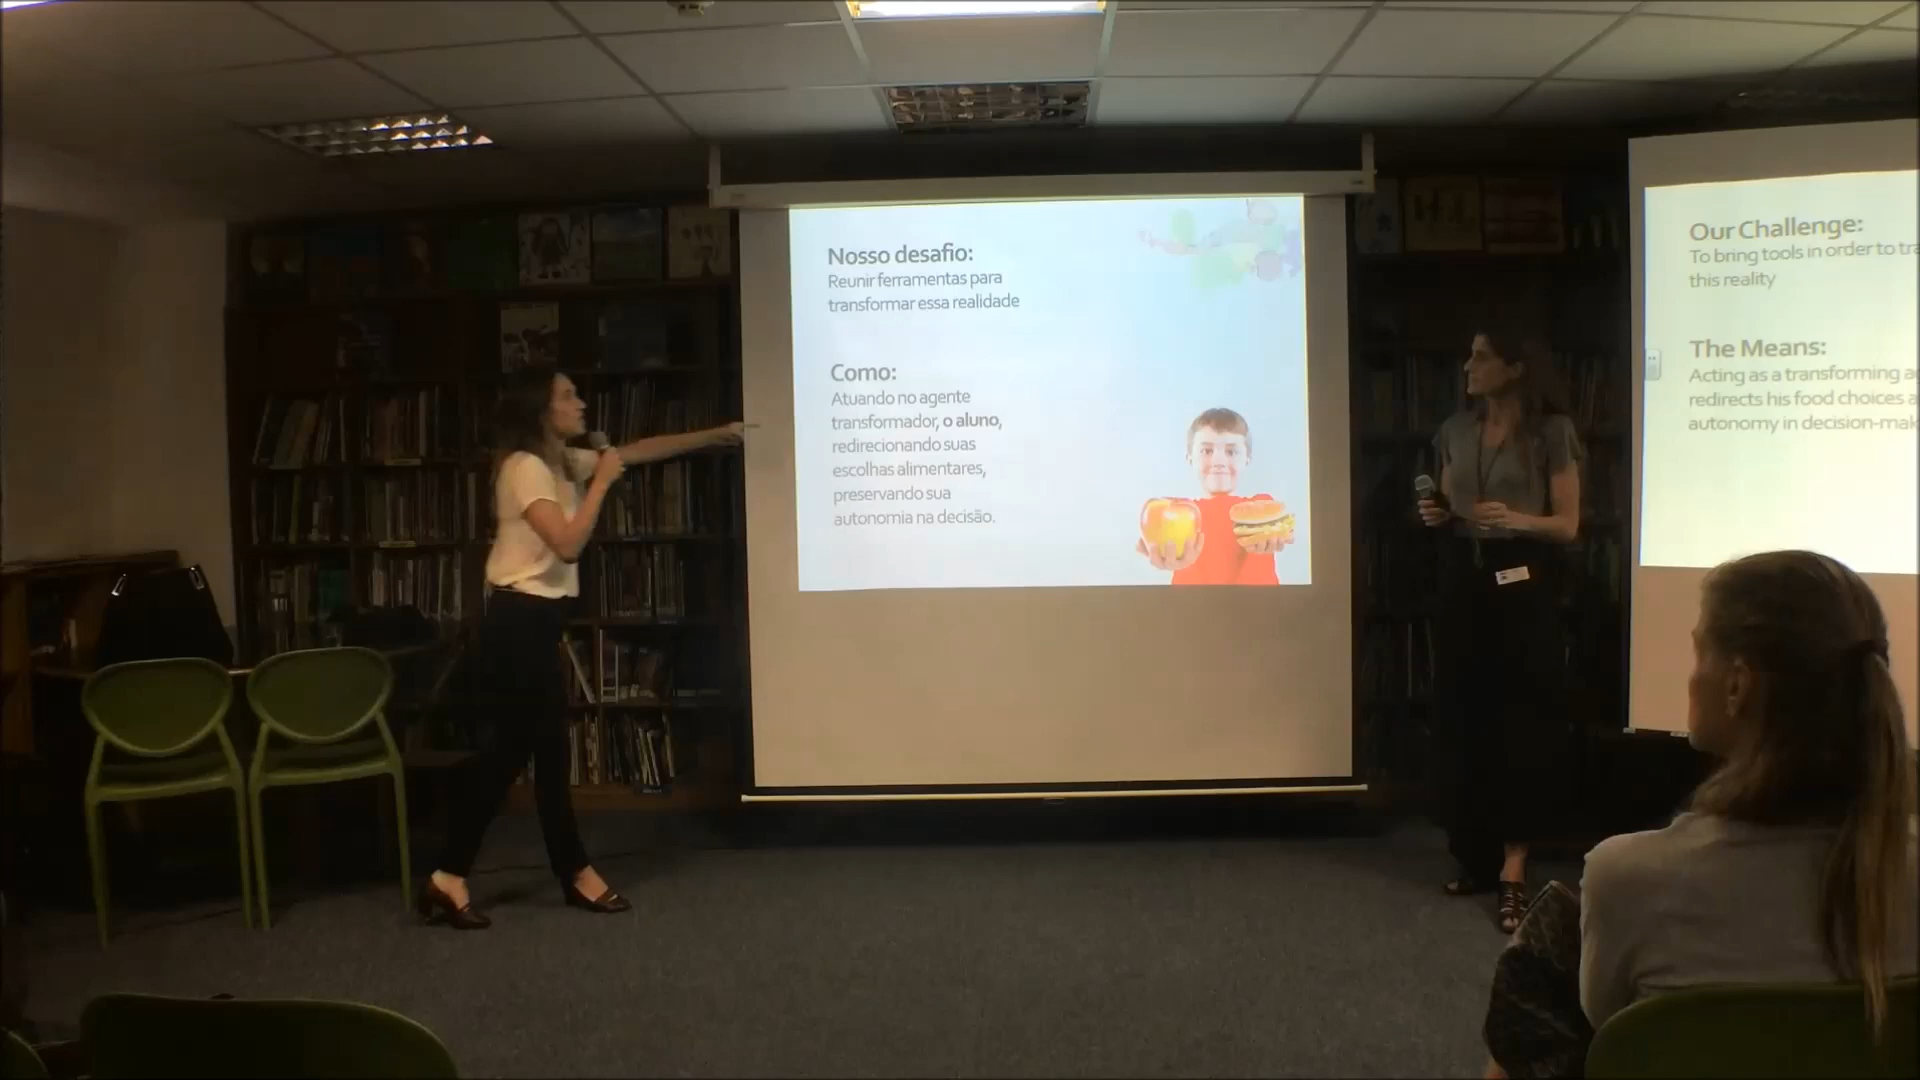 Nosso desafio:
Reunir ferramentas para
transformar essa realidade
Como:
Atuando no agente
transformador, o aluno,
redirecionando suas
escolhas alimentares,
preservando sua
autonomia na decisão.
Our Challenge:
To bring tools in order to
this reality
The Means:
Acting as a transforming
redirects his food choices
autonomy in